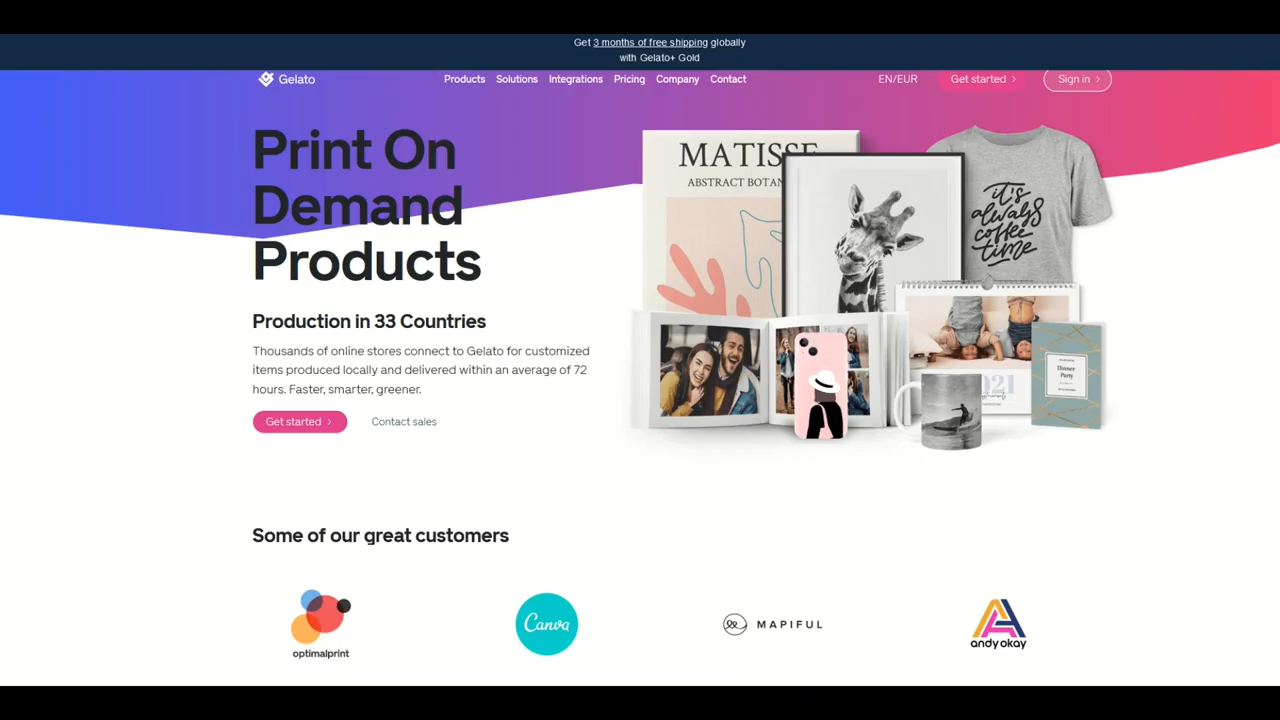 Get 3 months of free shipping globally
with Gelato+ Gold
Gelato
Products Solutions Integrations Pricing Company Contact
EN/EUR
Get started
Sign in
Print On
Demand
Products
Production in 33 Countries
Thousands of online stores connect to Gelato for customized
items produced locally and delivered within an average of 72
hours. Faster, smarter, greener.
Get started
Contact sales
MATISSE
ABSTRACT BOTAN
it's
always
coffee
time
2021
Dinner
Party
Some of our great customers
optimalprint
Canva
MAPIFUL
andy okay